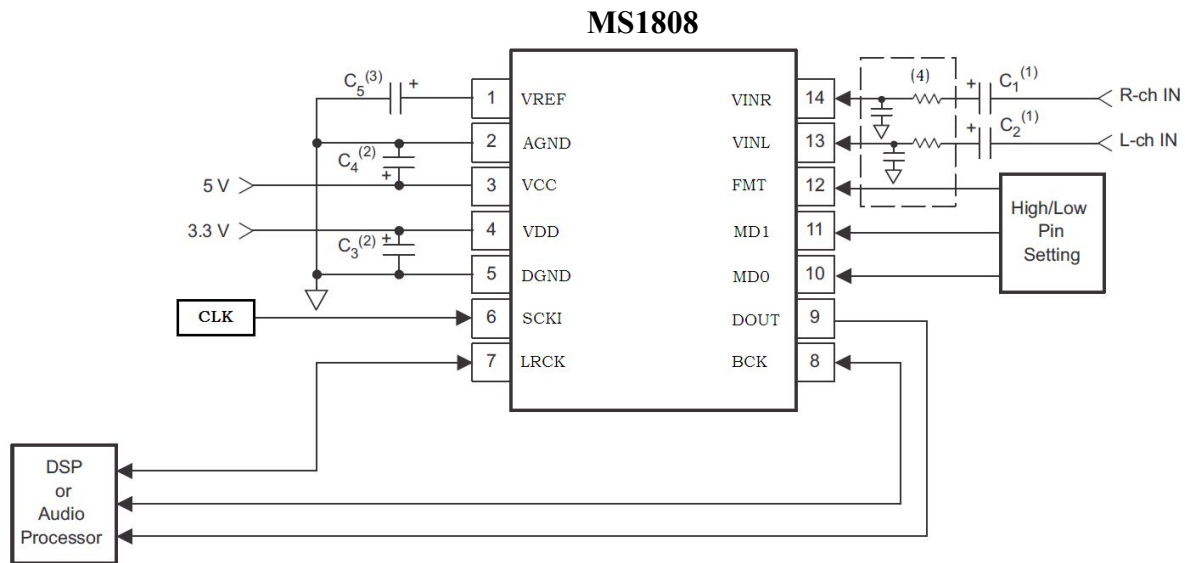 MS1808
C5(3) +
1 VREF
2 AGND
C4(2) +
5 V
3 VCC
3.3 V
4 VDD
C3(2) +
5 DGND
CLK
6 SCKI
7 LRCK
VINR 14
(4)
+ C1(1)
R-ch IN
VINL 13
+ C2(1)
L-ch IN
FMT 12
MD1 11
MD0 10
High/Low
Pin
Setting
DOUT 9
BCK 8
DSP
or
Audio
Processor